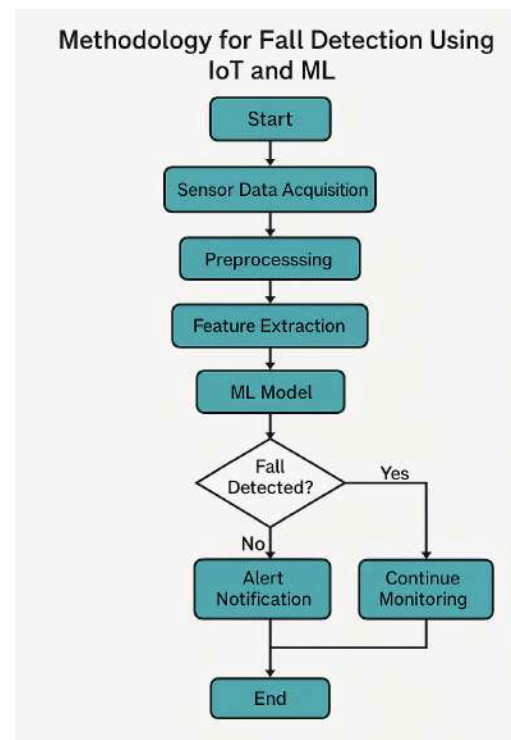 Methodology for Fall Detection Using
IoT and ML
Start
Sensor Data Acquisition
Preprocesssing
Feature Extraction
ML Model
Fall
Detected?
Yes
No
Alert
Notification
Continue
Monitoring
End